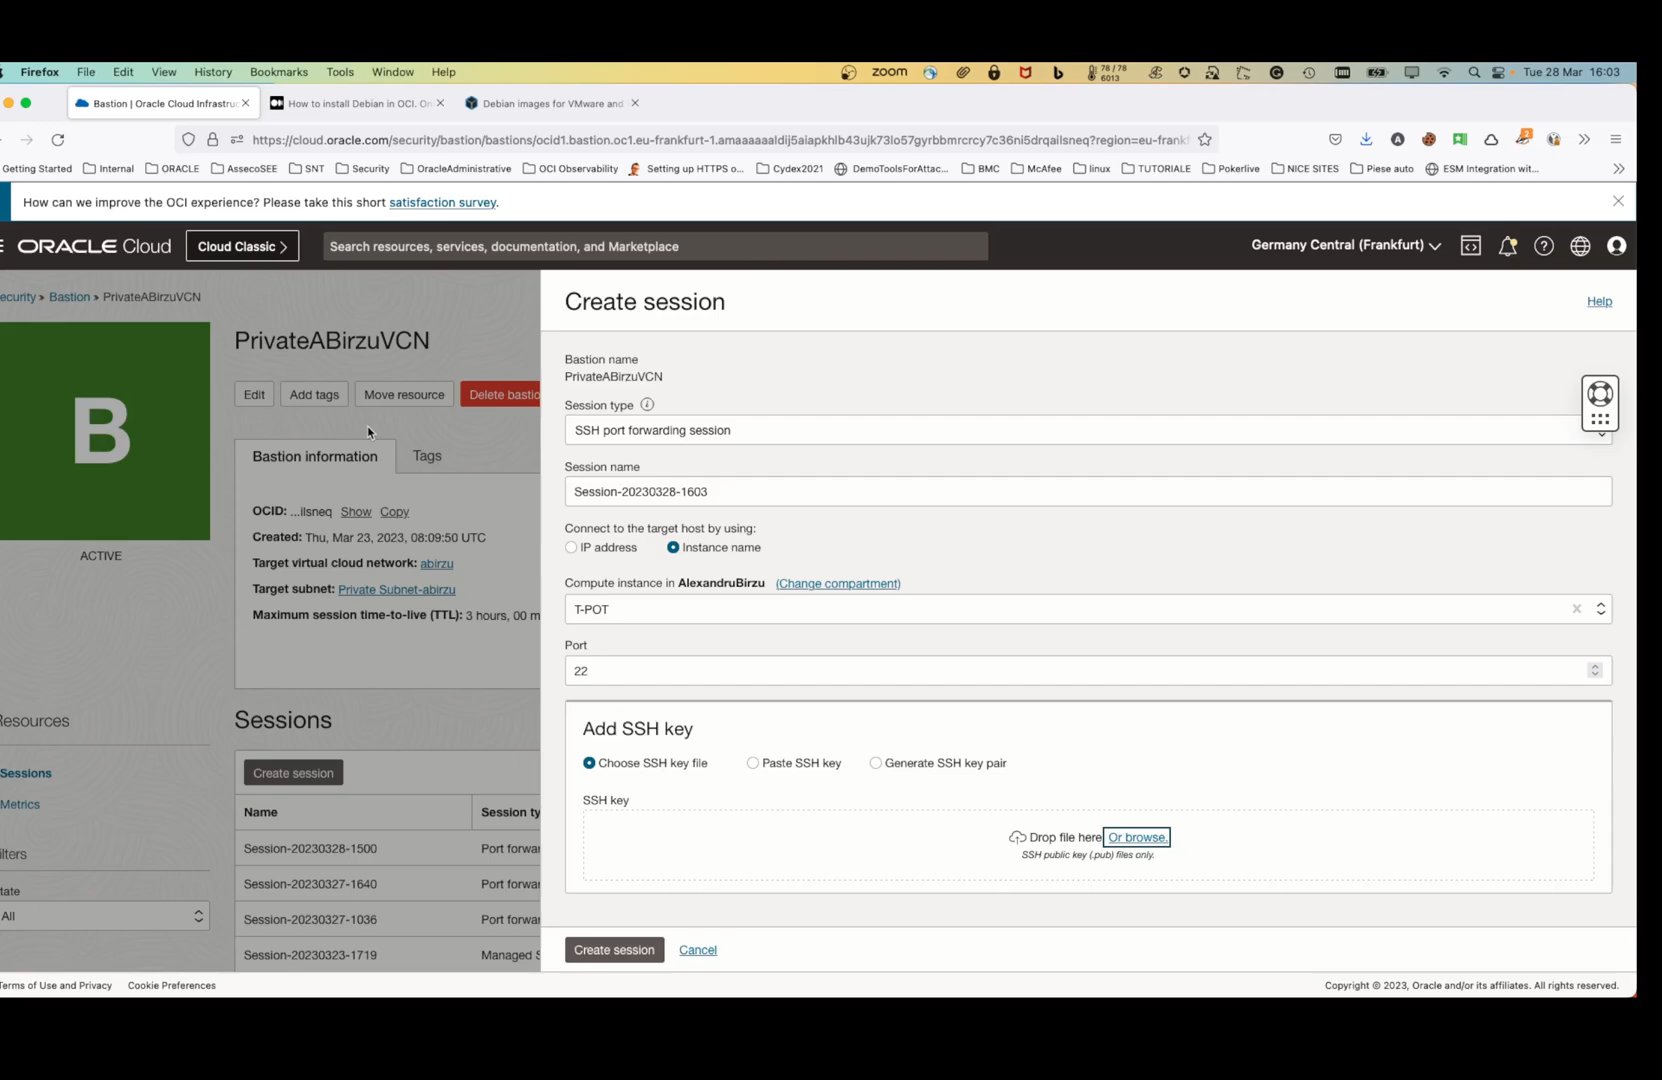 Firefox File Edit View History Bookmarks Tools Window Help zoom 78 / 78 6013 Tue 28 Mar 16:03
Bastion | Oracle Cloud Infrastruc How to install Debian in OCI. Or Debian images for VMware and
https://cloud.oracle.com/security/bastion/bastions/ocid1.bastion.oc1.eu-frankfurt-1.amaaaaaaldij5aiapkhlb43ujk73lo57gyrbbmrcrcy7c36ni5drqailsneq?region=eu-frankf
Getting Started Internal ORACLE AssecoSEE SNT Security OracleAdministrative OCI Observability Setting up HTTPS o... Cydex2021 DemoToolsForAttac... BMC McAfee linux TUTORIALE Pokerlive NICE SITES Piese auto ESM Integration wit...
How can we improve the OCI experience? Please take this short satisfaction survey.
ORACLE Cloud Cloud Classic Search resources, services, documentation, and Marketplace Germany Central (Frankfurt)
ecurity » Bastion » PrivateABirzuVCN
B
ACTIVE
PrivateABirzuVCN
Edit Add tags Move resource Delete bastio
Bastion information Tags
OCID: ...ilsneq Show Copy
Created: Thu, Mar 23, 2023, 08:09:50 UTC
Target virtual cloud network: abirzu
Target subnet: Private Subnet-abirzu
Maximum session time-to-live (TTL): 3 hours, 00 m
Resources
Sessions
Metrics
ilters
tate
All
Sessions
Create session
Name Session ty
Session-20230328-1500 Port forwa
Session-20230327-1640 Port forwa
Session-20230327-1036 Port forwa
Session-20230323-1719 Managed S
Create session Help
Bastion name
PrivateABirzuVCN
Session type
SSH port forwarding session
Session name
Session-20230328-1603
Connect to the target host by using:
IP address Instance name
Compute instance in AlexandruBirzu (Change compartment)
T-POT
Port
22
Add SSH key
Choose SSH key file Paste SSH key Generate SSH key pair
SSH key
Drop file here Or browse.
SSH public key (.pub) files only.
Create session Cancel
Terms of Use and Privacy Cookie Preferences Copyright © 2023, Oracle and/or its affiliates. All rights reserved.